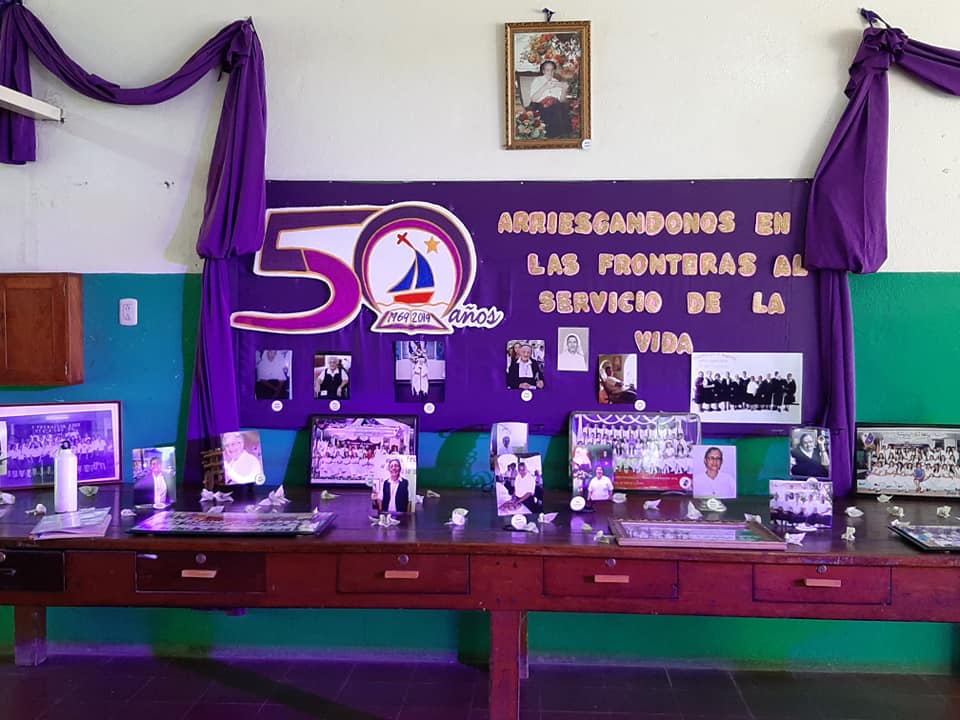 50
años
1969 2019
ARRIESGANDONOS EN
LAS FRONTERAS AL
SERVICIO DE LA
VIDA